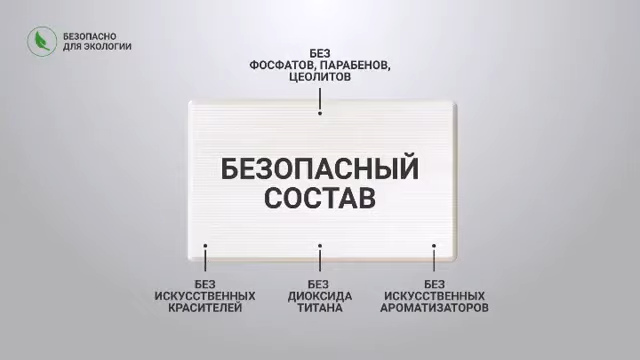 БЕЗОПАСНО
ДЛЯ ЭКОЛОГИИ
БЕЗ
ФОСФАТОВ, ПАРАБЕНОВ,
ЦЕОЛИТОВ
БЕЗОПАСНЫЙ
СОСТАВ
БЕЗ
ИСКУССТВЕННЫХ
КРАСИТЕЛЕЙ
БЕЗ
ДИОКСИДА
ТИТАНА
БЕЗ
ИСКУССТВЕННЫХ
АРОМАТИЗАТОРОВ